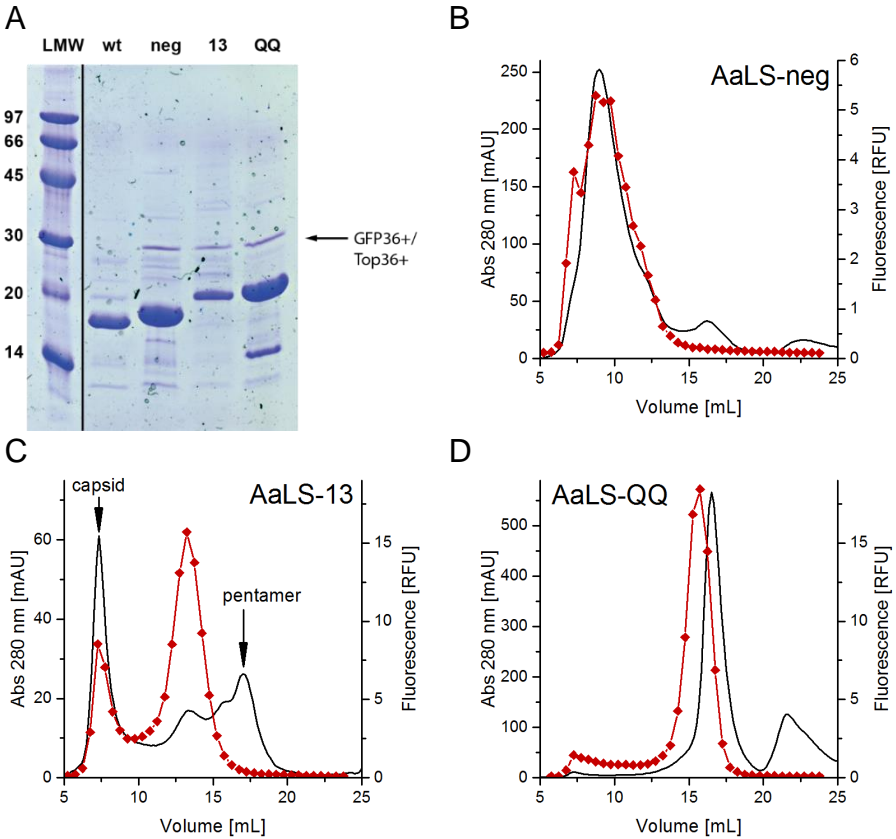 A
LMW wt neg 13 QQ
97
66
45
30
20
14
GFP36+/
Top36+
B
AaLS-neg
Abs 280 nm [mAU]
250
200
150
100
50
0
Fluorescence [RFU]
6
5
4
3
2
1
0
5 10 15 20 25
Volume [mL]
C
AaLS-13
capsid
pentamer
Abs 280 nm [mAU]
60
40
20
0
Fluorescence [RFU]
15
10
5
0
5 10 15 20 25
Volume [mL]
D
AaLS-QQ
Abs 280 nm [mAU]
500
400
300
200
100
0
Fluorescence [RFU]
15
10
5
0
5 10 15 20 25
Volume [mL]